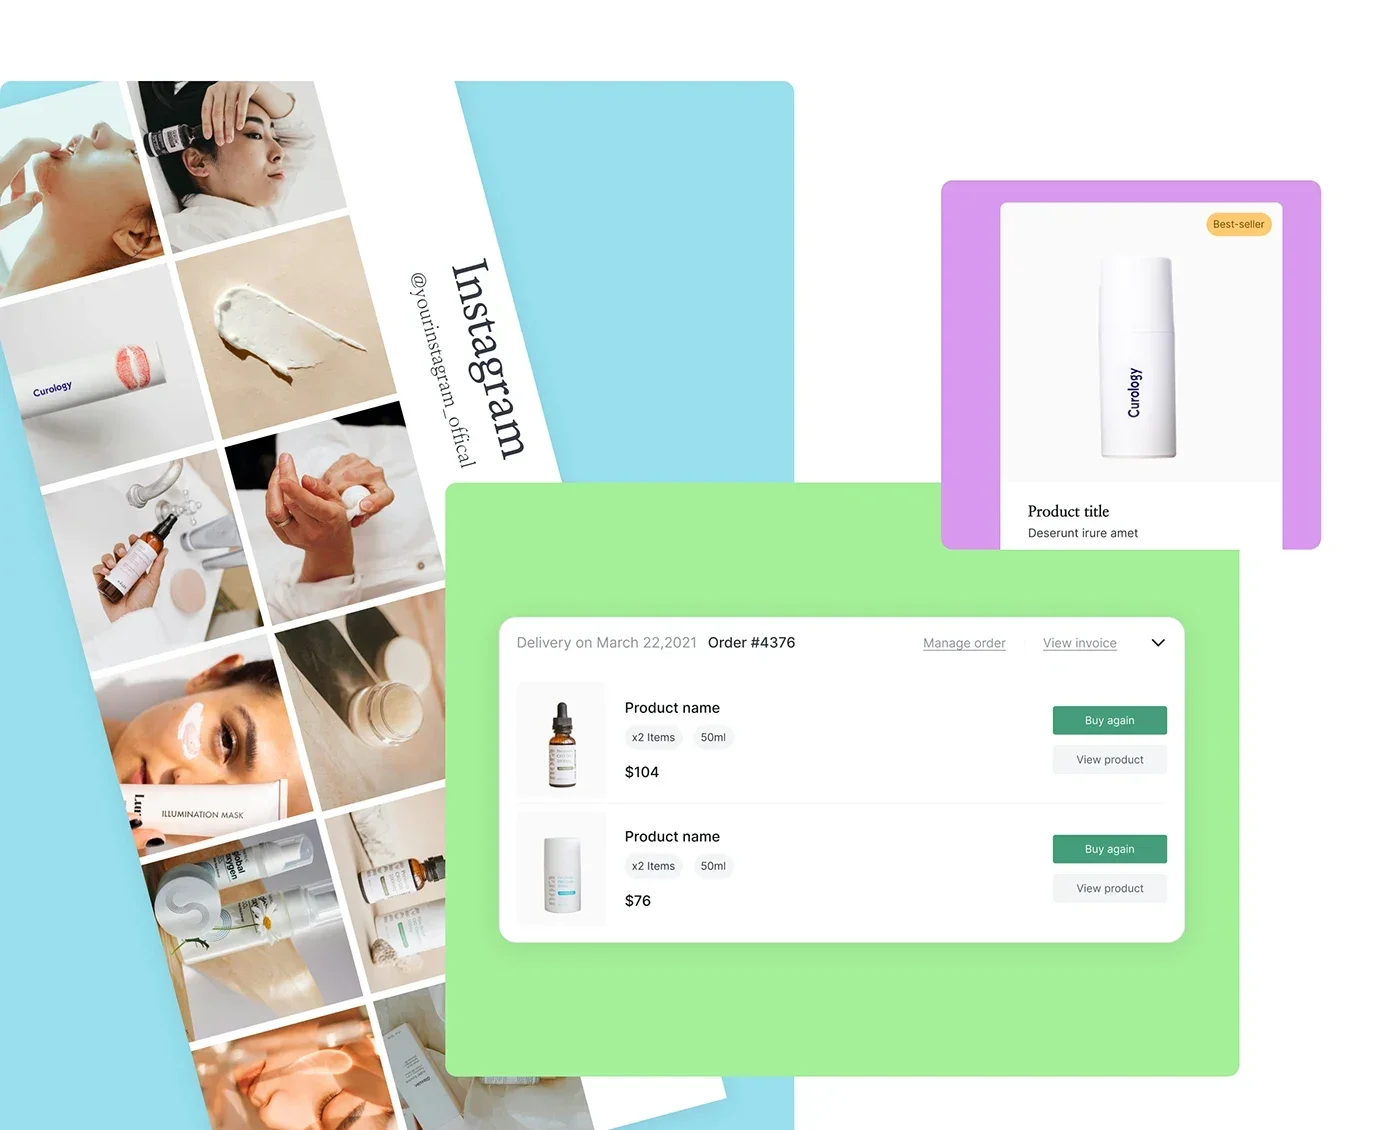 Instagram
@yourinstagram_offical
Curology
ILLUMINATION MASK
Best-seller
Curology
Product title
Deserunt irure amet
Delivery on March 22,2021 Order #4376
Manage order
View invoice
Product name
x2 Items 50ml
$104
Buy again
View product
Product name
x2 Items 50ml
$76
Buy again
View product